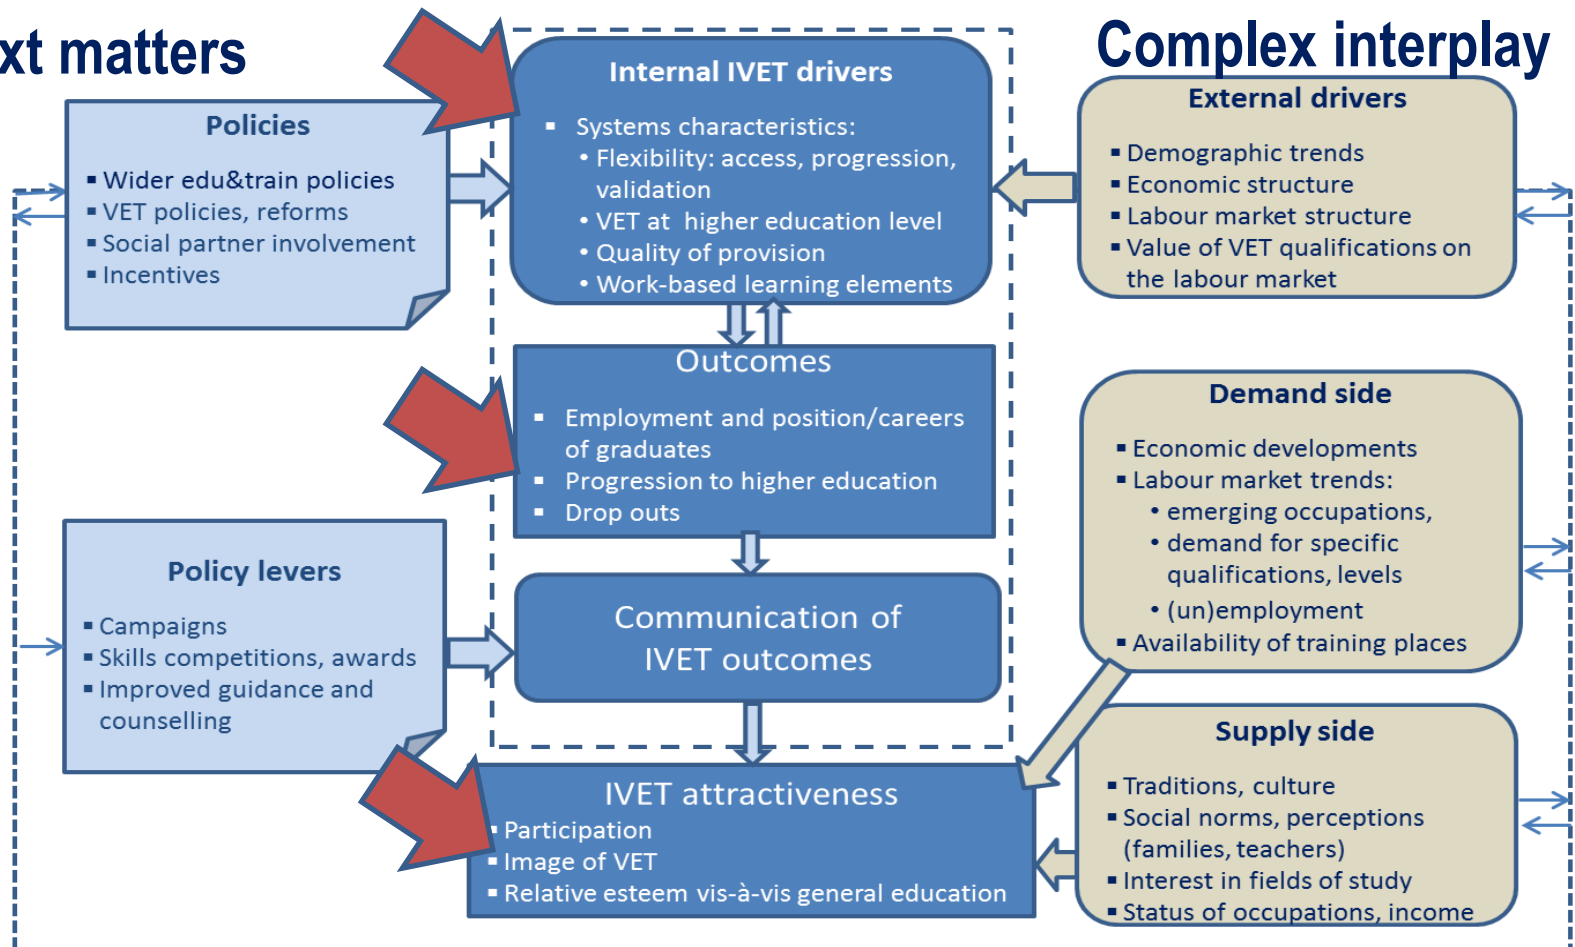 xt matters
Complex interplay
Policies
▪ Wider edu&train policies
▪ VET policies, reforms
▪ Social partner involvement
▪ Incentives
Internal IVET drivers
▪ Systems characteristics:
• Flexibility: access, progression,
validation
• VET at higher education level
• Quality of provision
• Work-based learning elements
External drivers
▪ Demographic trends
▪ Economic structure
▪ Labour market structure
▪ Value of VET qualifications on
the labour market
Outcomes
▪ Employment and position/careers
of graduates
▪ Progression to higher education
▪ Drop outs
Demand side
▪ Economic developments
▪ Labour market trends:
• emerging occupations,
• demand for specific
qualifications, levels
• (un)employment
▪ Availability of training places
Policy levers
▪ Campaigns
▪ Skills competitions, awards
▪ Improved guidance and
counselling
Communication of
IVET outcomes
IVET attractiveness
▪ Participation
▪ Image of VET
▪ Relative esteem vis-à-vis general education
Supply side
▪ Traditions, culture
▪ Social norms, perceptions
(families, teachers)
▪ Interest in fields of study
▪ Status of occupations, income